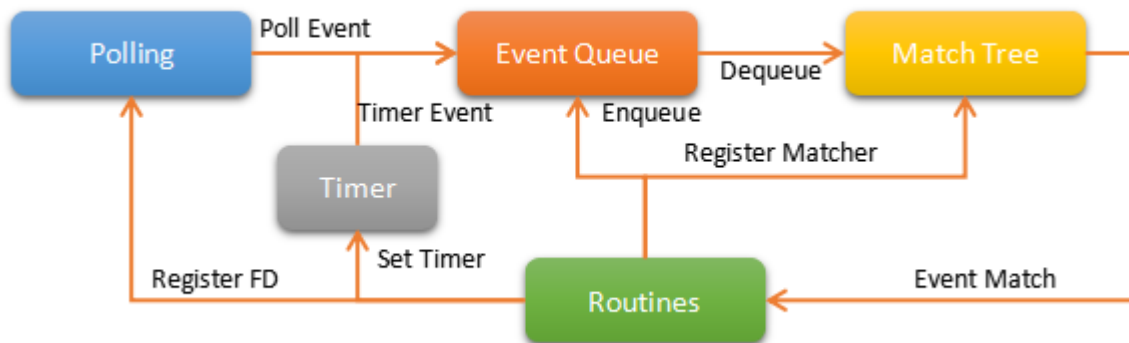 Poll Event
Polling
Event Queue
Match Tree
Dequeue
Timer Event
Enqueue
Register Matcher
Timer
Set Timer
Register FD
Event Match
Routines